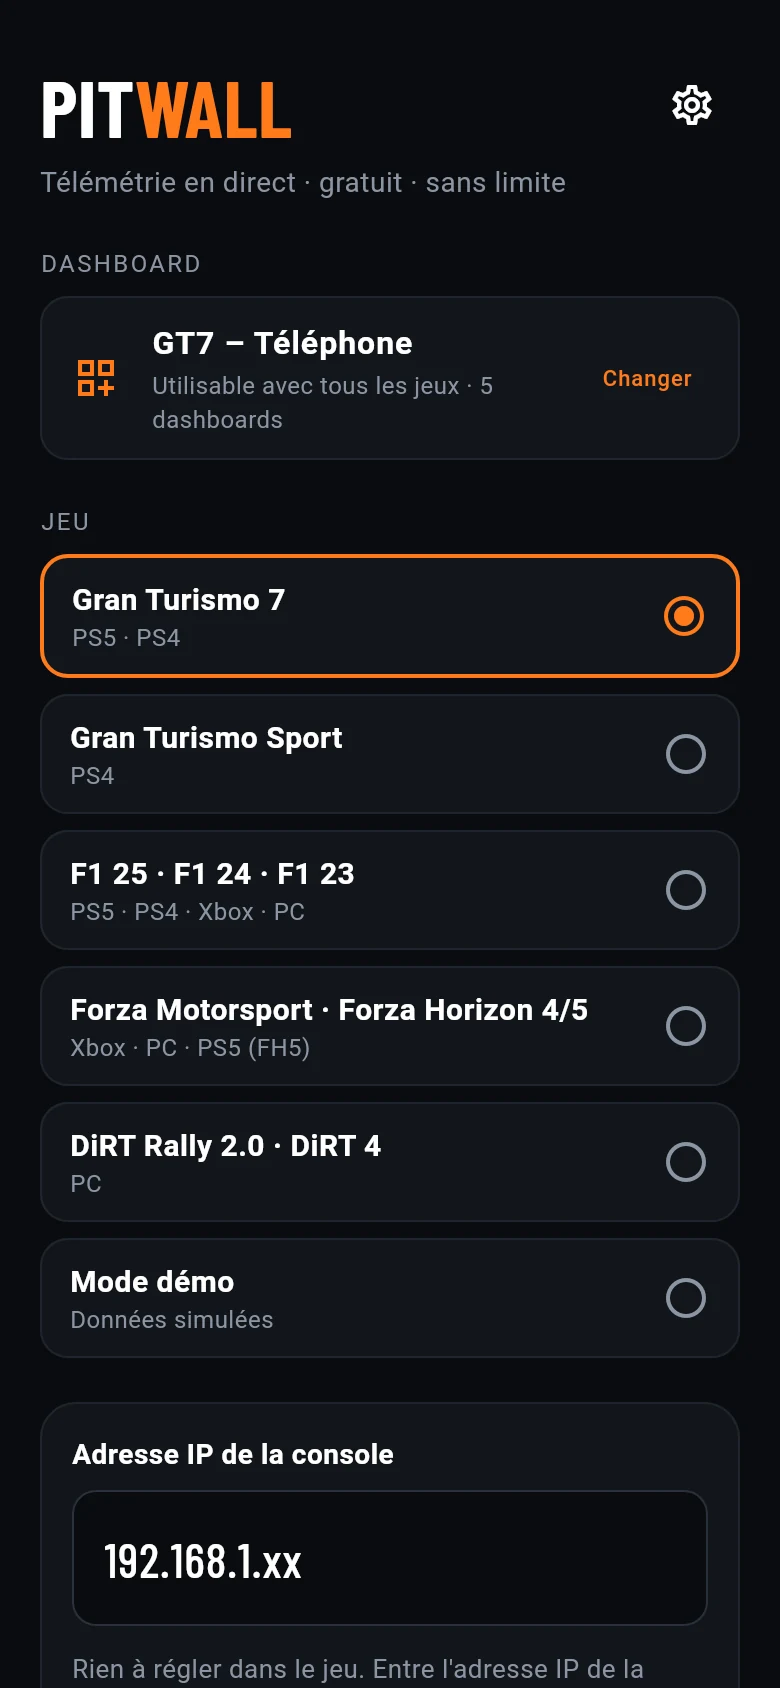 PITWALL
Télémétrie en direct · gratuit · sans limite
DASHBOARD
GT7 – Téléphone
Utilisable avec tous les jeux · 5
dashboards
Changer
JEU
Gran Turismo 7
PS5 · PS4
Gran Turismo Sport
PS4
F1 25 · F1 24 · F1 23
PS5 · PS4 · Xbox · PC
Forza Motorsport · Forza Horizon 4/5
Xbox · PC · PS5 (FH5)
DiRT Rally 2.0 · DiRT 4
PC
Mode démo
Données simulées
Adresse IP de la console
192.168.1.xx
Rien à régler dans le jeu. Entre l'adresse IP de la